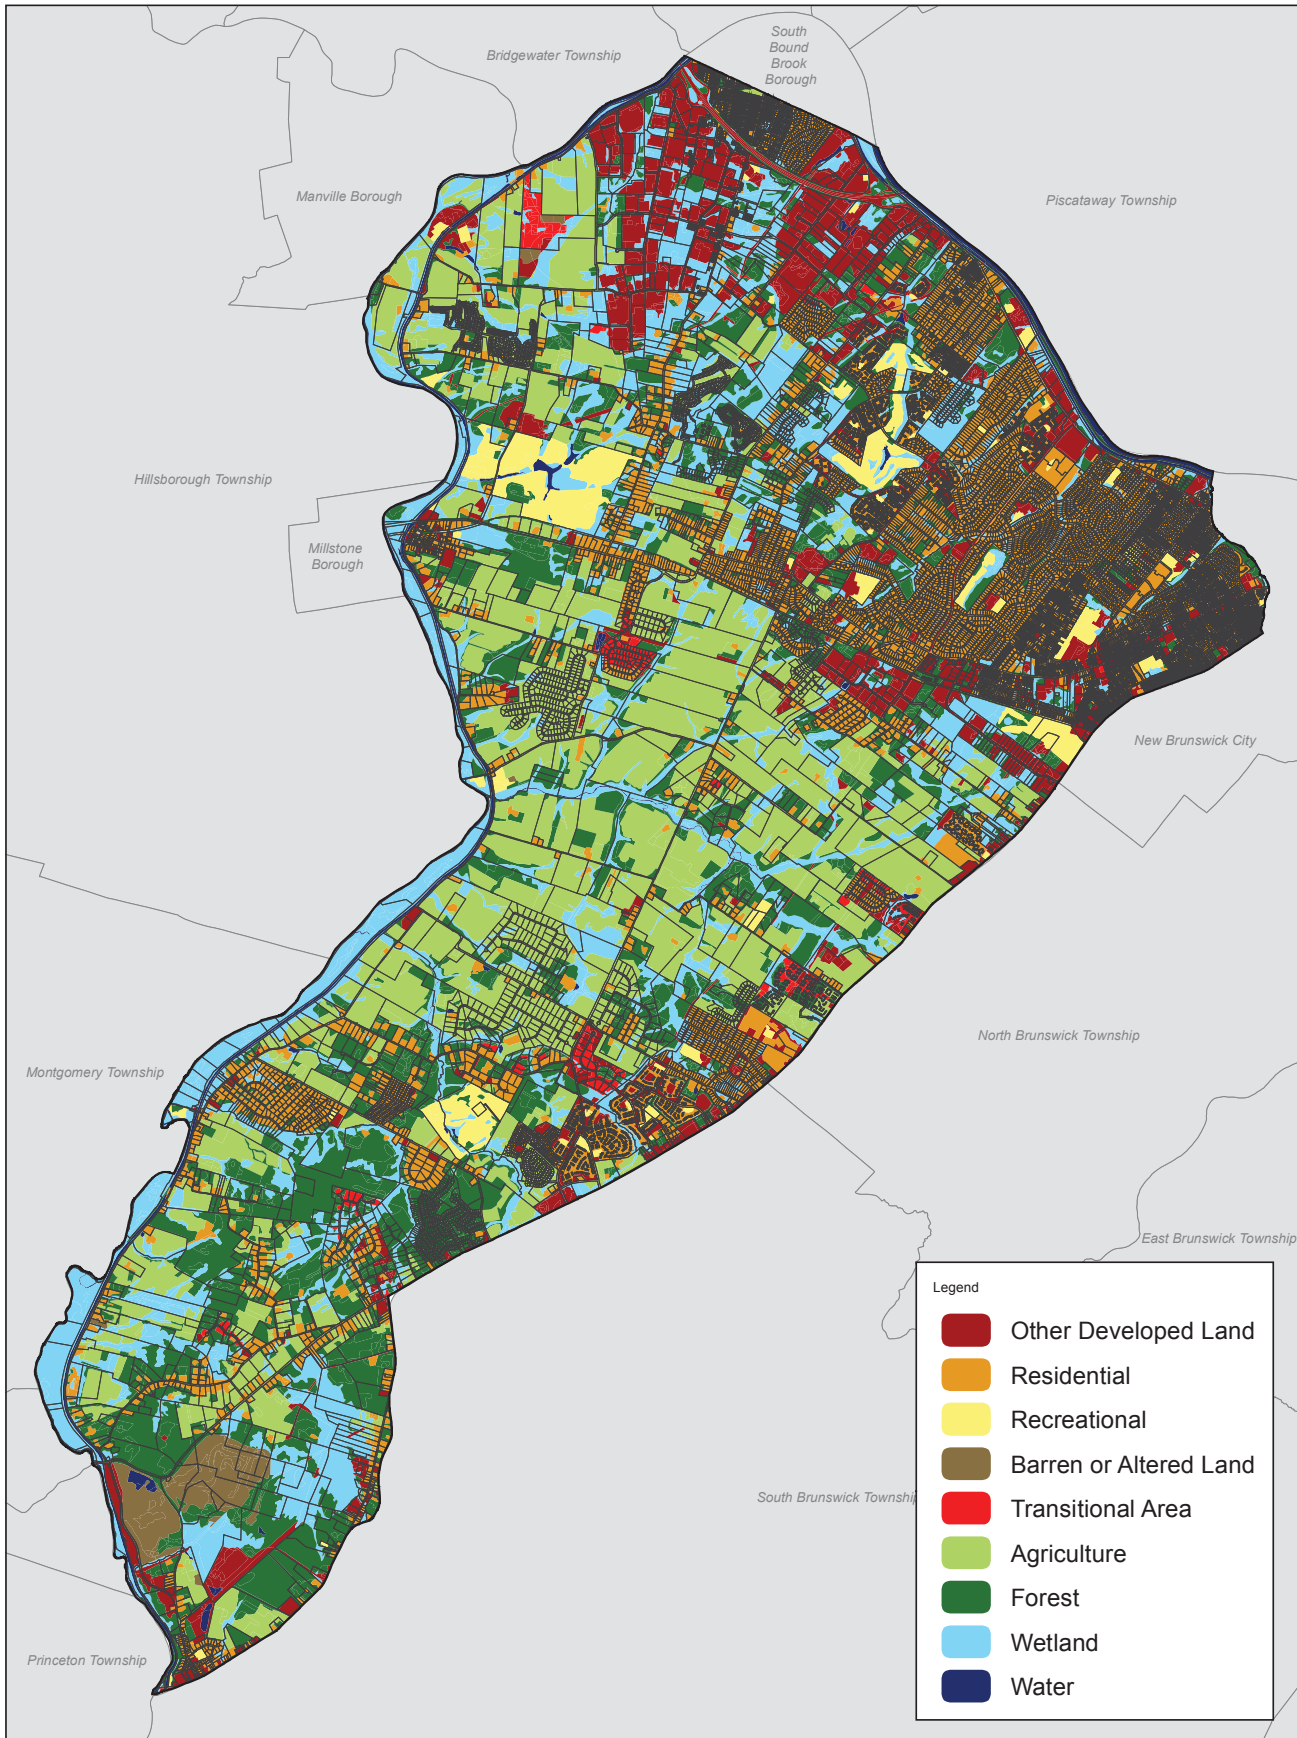 Bridgewater Township
South
Bound
Brook
Borough
Manville Borough
Piscataway Township
Hillsborough Township
Millstone
Borough
New Brunswick City
North Brunswick Township
Montgomery Township
East Brunswick Township
South Brunswick Township
Princeton Township
Legend
Other Developed Land
Residential
Recreational
Barren or Altered Land
Transitional Area
Agriculture
Forest
Wetland
Water